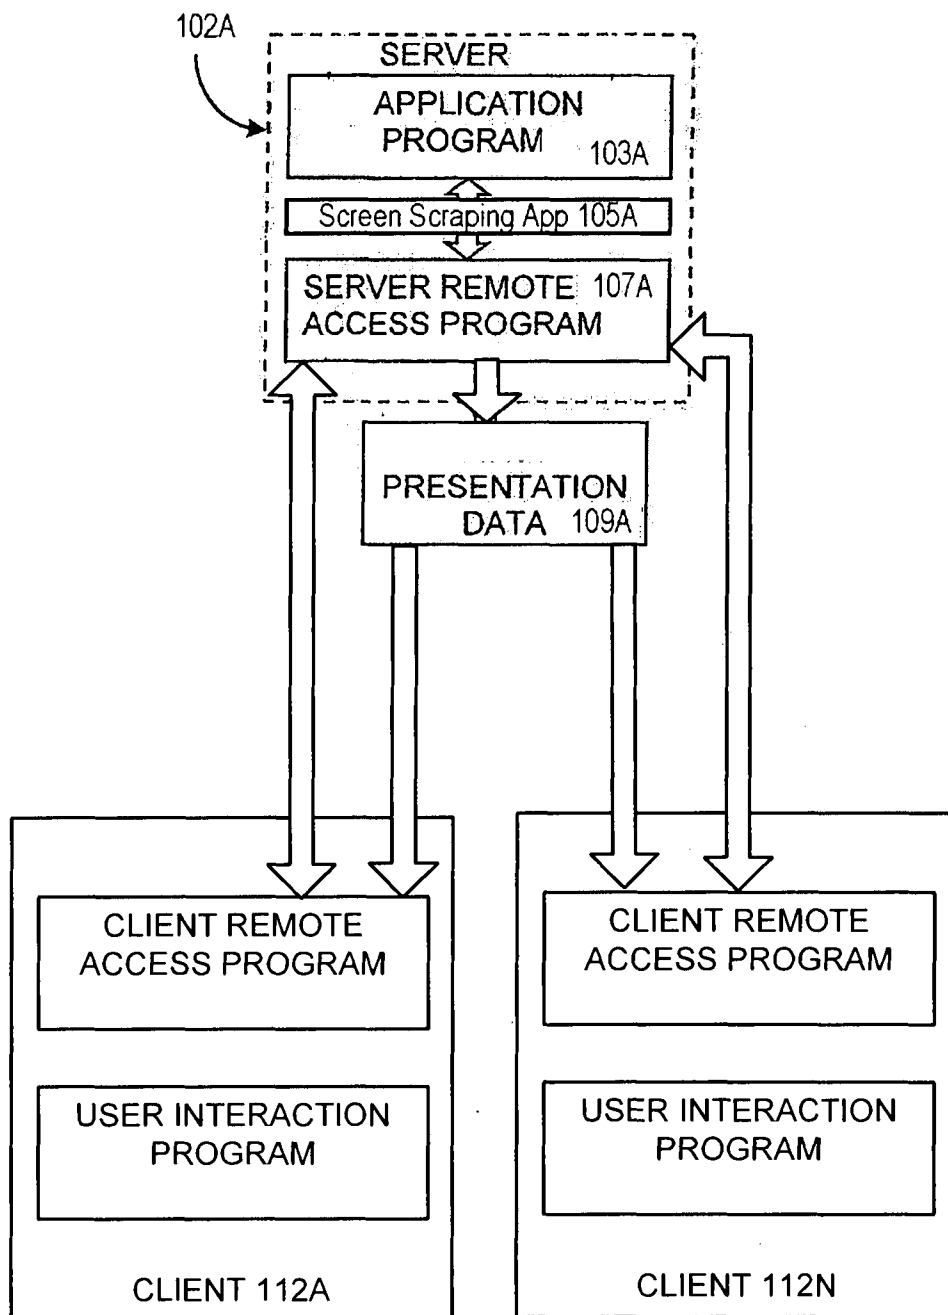 102A
SERVER
APPLICATION
PROGRAM
103A
Screen Scraping App 105A
SERVER REMOTE 107A
ACCESS PROGRAM
PRESENTATION
DATA 109A
CLIENT REMOTE
ACCESS PROGRAM
USER INTERACTION
PROGRAM
CLIENT 112A
CLIENT REMOTE
ACCESS PROGRAM
USER INTERACTION
PROGRAM
CLIENT 112N